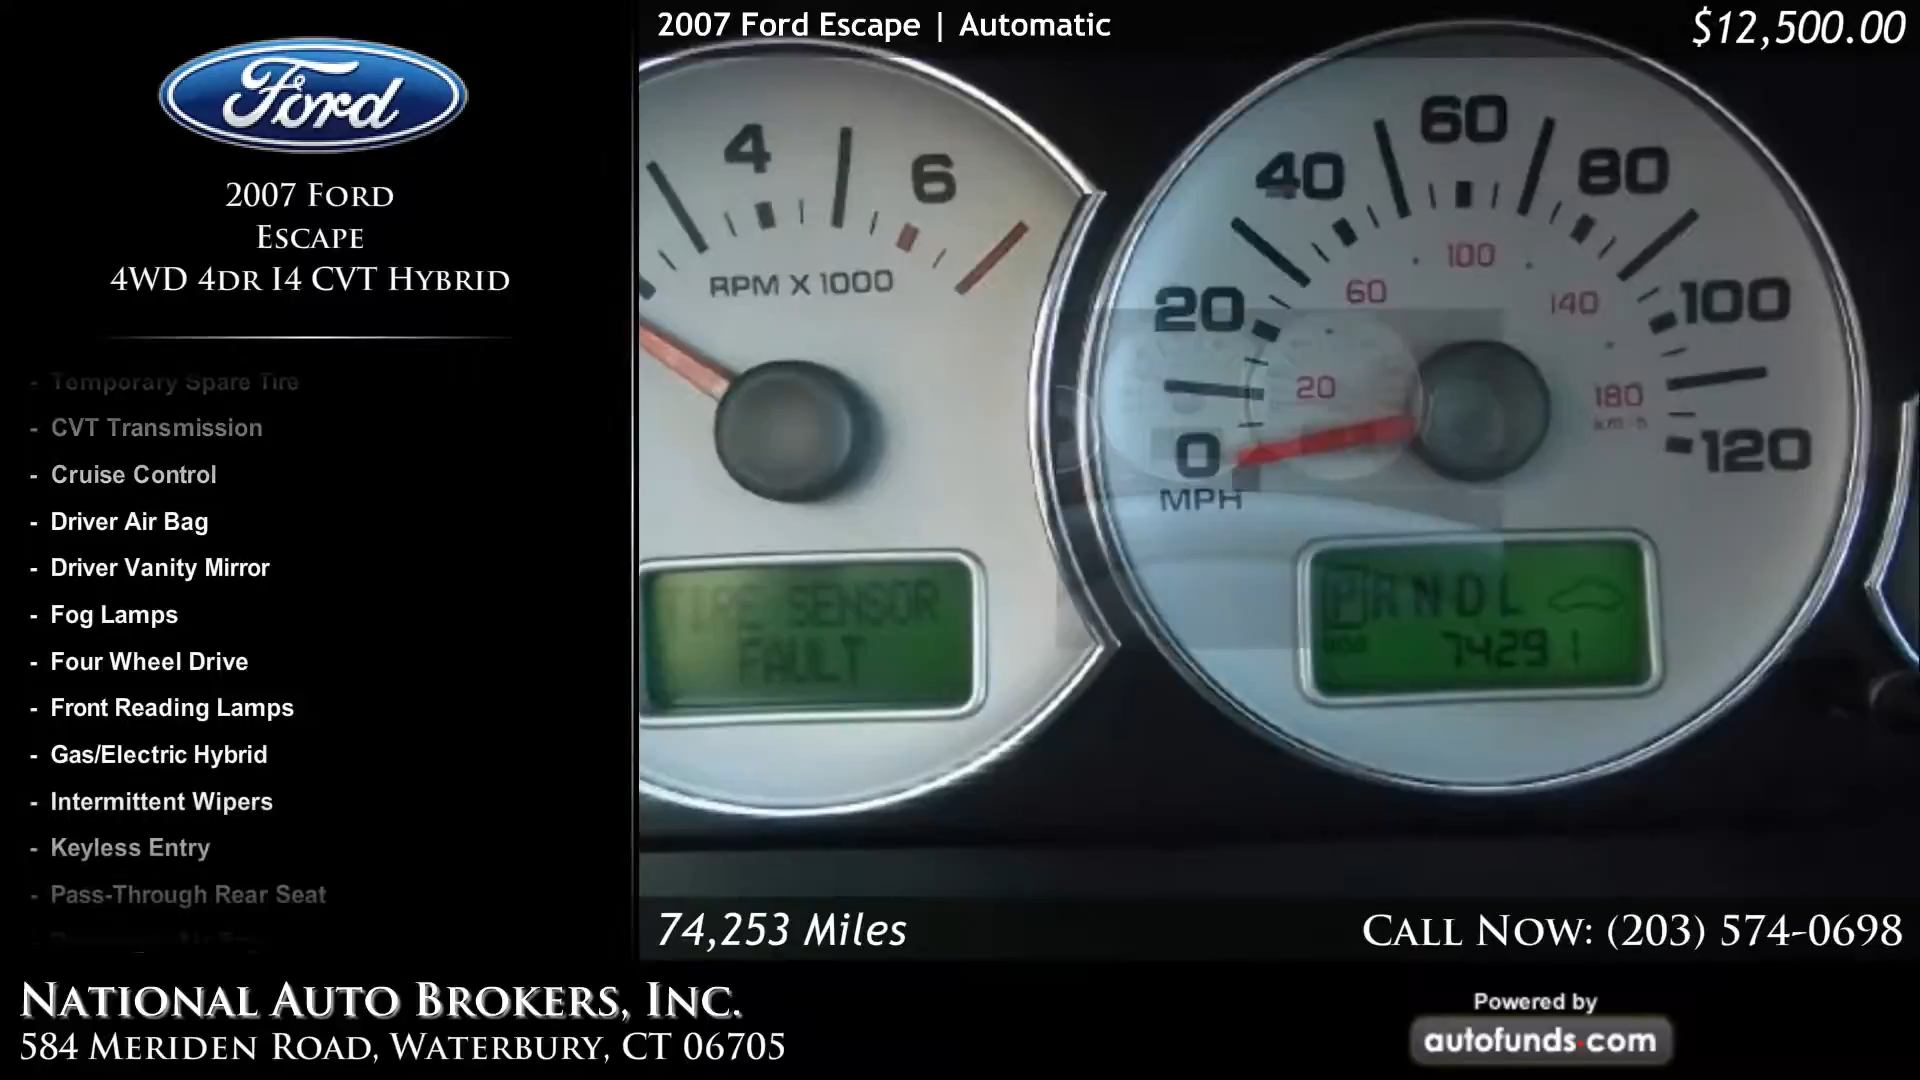 Ford
2007 Ford
Escape
4WD 4dr I4 CVT Hybrid
- Temporary Spare Tire
- CVT Transmission
- Cruise Control
- Driver Air Bag
- Driver Vanity Mirror
- Fog Lamps
- Four Wheel Drive
- Front Reading Lamps
- Gas/Electric Hybrid
- Intermittent Wipers
- Keyless Entry
- Pass-Through Rear Seat
2007 Ford Escape | Automatic
$12,500.00
4 6
RPM X 1000
TIRE SENSOR
FAULT
0 20 40 60 80 100 120
MPH
20 60 100 140 180
km/h
P R N D L
74291
74,253 Miles
Call Now: (203) 574-0698
National Auto Brokers, Inc.
584 Meriden Road, Waterbury, CT 06705
Powered by
autofunds.com